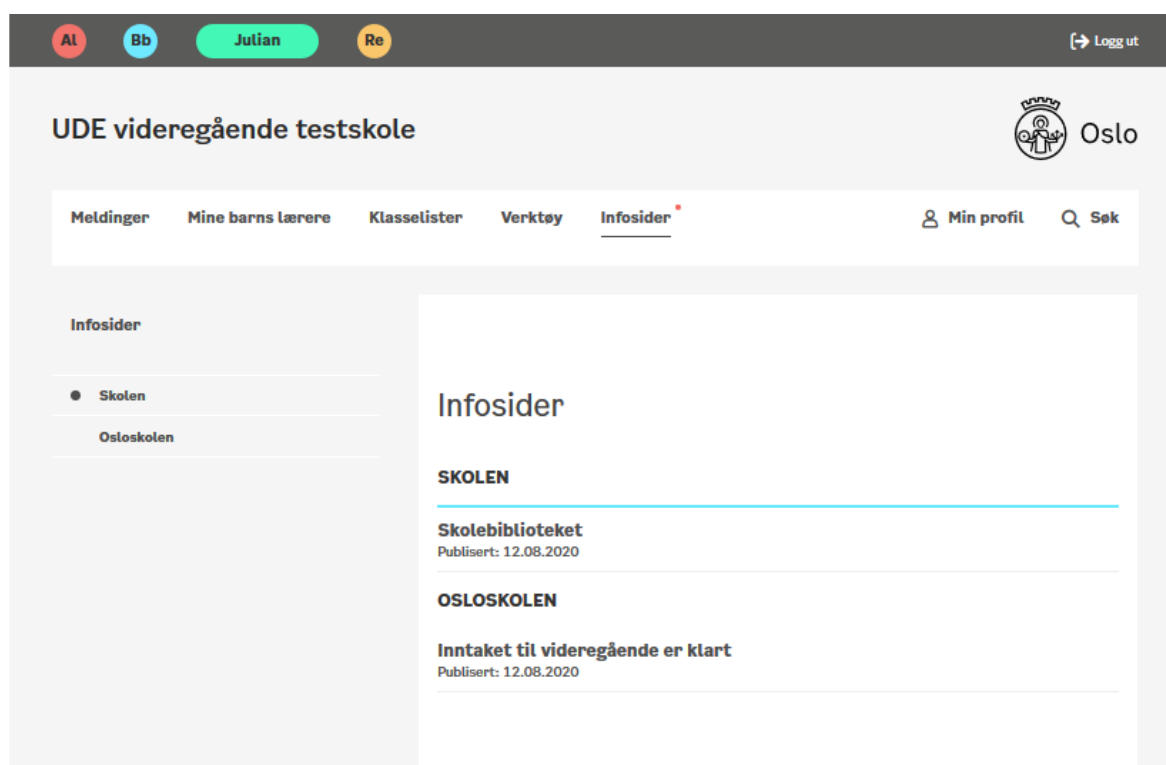 AL Bb Julian Re Logg ut
UDE videregående testskole
Oslo
Meldinger Mine barns lærere Klasselister Verktøy Infosider Min profil Søk
Infosider
Skolen
Osloskolen
Infosider
SKOLEN
Skolebiblioteket
Publisert: 12.08.2020
OSLOSKOLEN
Inntaket til videregående er klart
Publisert: 12.08.2020